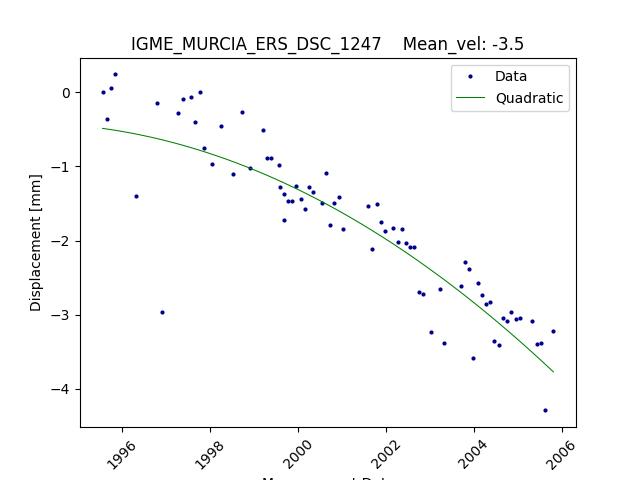 IGME_MURCIA_ERS_DSC_1247    Mean_vel: -3.5
Data
Quadratic
Displacement [mm]
0
−1
−2
−3
−4
1996
1998
2000
2002
2004
2006